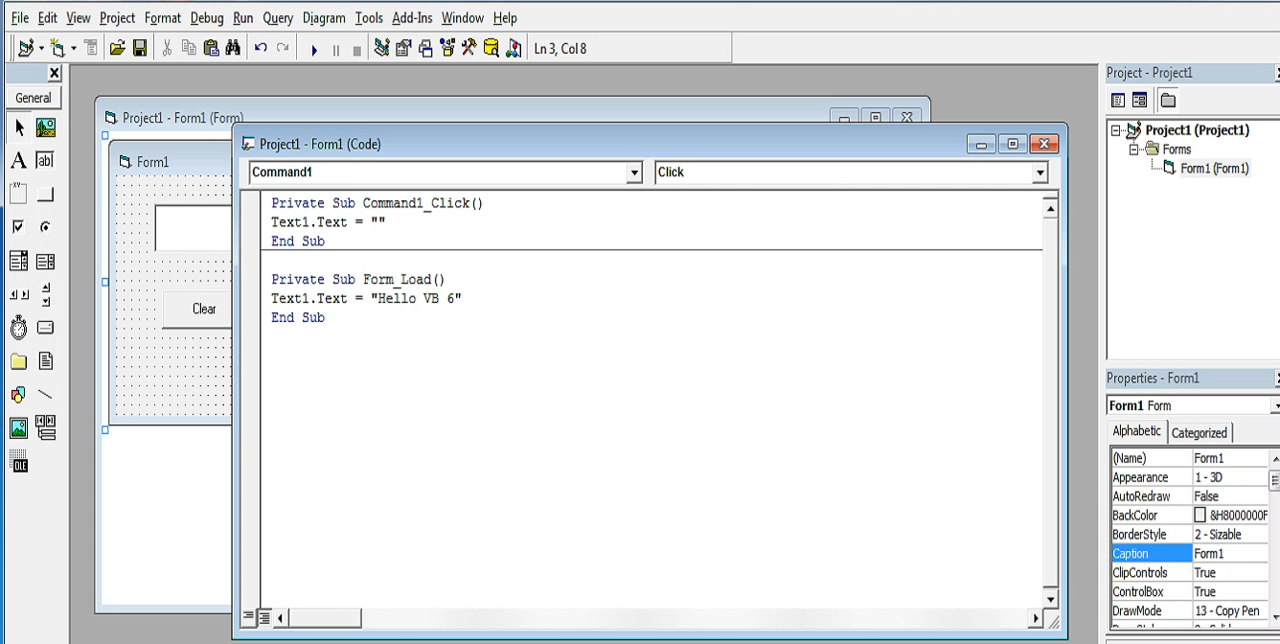 File Edit View Project Format Debug Run Query Diagram Tools Add-Ins Window Help
Ln 3, Col 8
General
Project1 - Form1 (Form)
Form1
Clear
Project1 - Form1 (Code)
Command1 Click
Private Sub Command1_Click()
Text1.Text = ""
End Sub
Private Sub Form_Load()
Text1.Text = "Hello VB 6"
End Sub
Project - Project1
Project1 (Project1)
Forms
Form1 (Form1)
Properties - Form1
Form1 Form
Alphabetic Categorized
(Name) Form1
Appearance 1 - 3D
AutoRedraw False
BackColor &H8000000F
BorderStyle 2 - Sizable
Caption Form1
ClipControls True
ControlBox True
DrawMode 13 - Copy Pen
A
ab
OLE